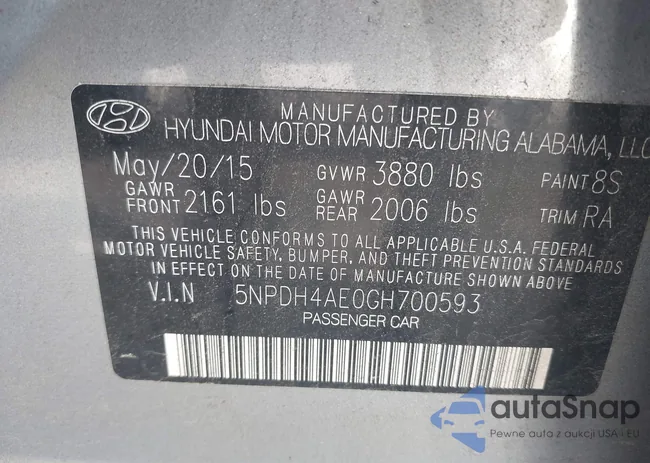 MANUFACTURED BY
HYUNDAI MOTOR MANUFACTURING ALABAMA, LLC
May/20/15 GVWR 3880 lbs PAINT 8S
GAWR FRONT 2161 lbs GAWR REAR 2006 lbs TRIM RA
THIS VEHICLE CONFORMS TO ALL APPLICABLE U.S.A. FEDERAL
MOTOR VEHICLE SAFETY, BUMPER, AND THEFT PREVENTION STANDARDS
IN EFFECT ON THE DATE OF MANUFACTURE SHOWN ABOVE
V.I.N 5NPDH4AE0GH700593
PASSENGER CAR
autaSnap
Pewne auto z aukcji USA i EU